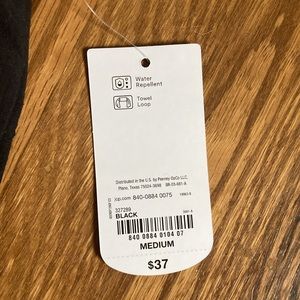 Water
Repellent
Towel
Loop
Distributed in the U.S. by Penney OpCo LLC
Plano, Texas 75024-3698
jcp.com 840-0884 0075
327289
BLACK
840 0884 0104 07
MEDIUM
$37